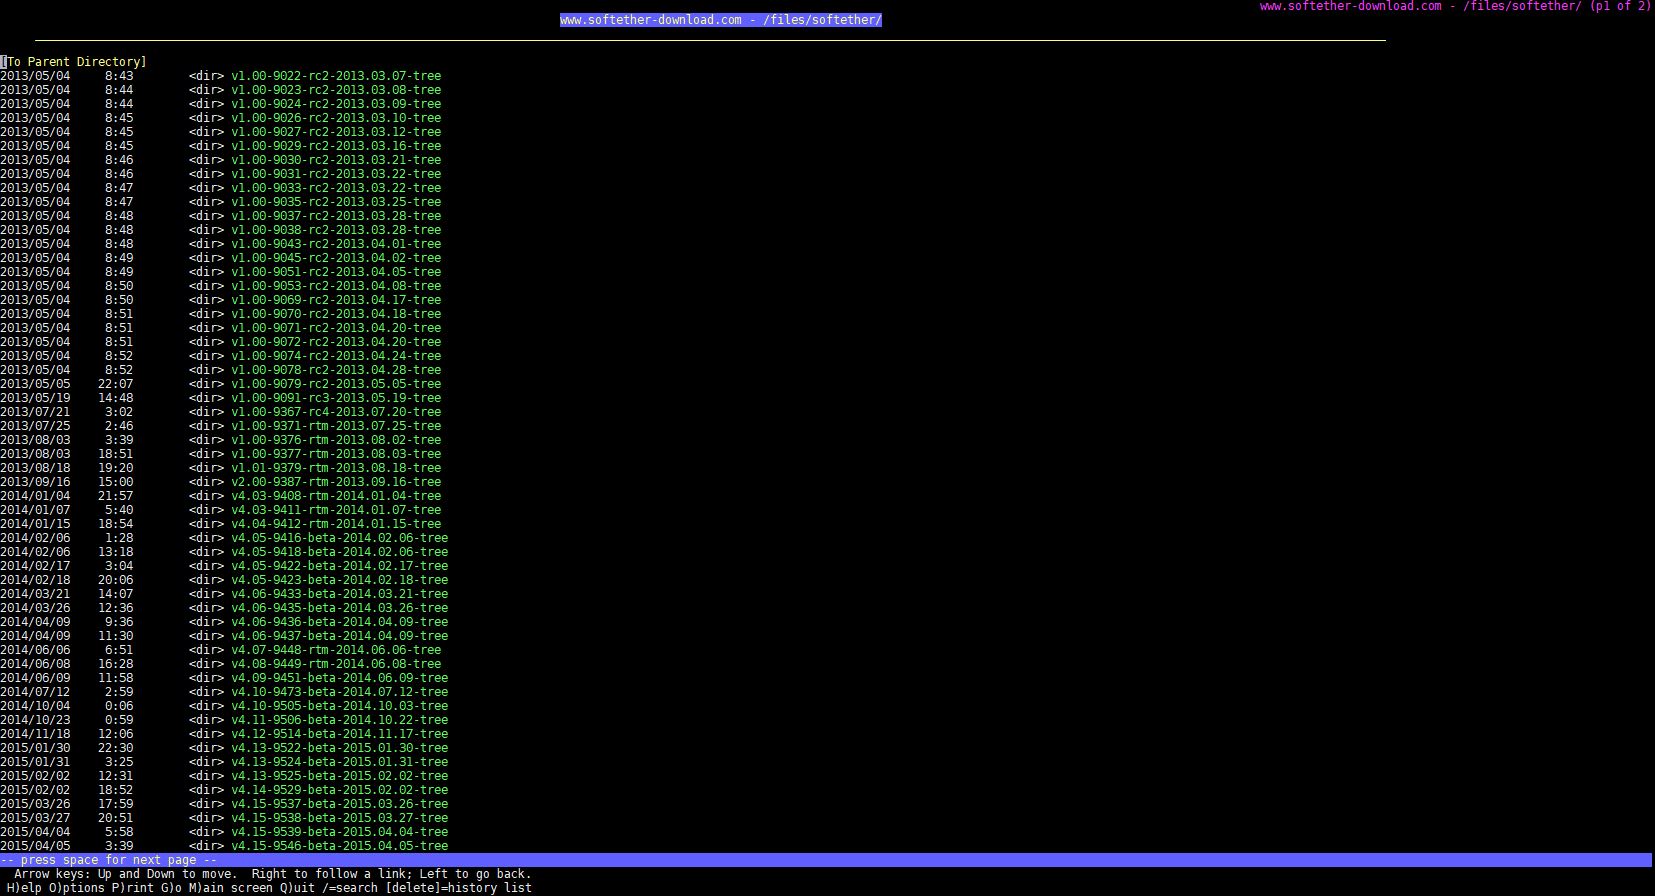 www.softether-download.com - /files/softether/ (p1 of 2)
www.softether-download.com - /files/softether/
[To Parent Directory]
2013/05/04 8:43 <dir> v1.00-9022-rc2-2013.03.07-tree
2013/05/04 8:44 <dir> v1.00-9023-rc2-2013.03.08-tree
2013/05/04 8:44 <dir> v1.00-9024-rc2-2013.03.09-tree
2013/05/04 8:45 <dir> v1.00-9026-rc2-2013.03.10-tree
2013/05/04 8:45 <dir> v1.00-9027-rc2-2013.03.12-tree
2013/05/04 8:45 <dir> v1.00-9029-rc2-2013.03.16-tree
2013/05/04 8:46 <dir> v1.00-9030-rc2-2013.03.21-tree
2013/05/04 8:46 <dir> v1.00-9031-rc2-2013.03.22-tree
2013/05/04 8:47 <dir> v1.00-9033-rc2-2013.03.22-tree
2013/05/04 8:47 <dir> v1.00-9035-rc2-2013.03.25-tree
2013/05/04 8:48 <dir> v1.00-9037-rc2-2013.03.28-tree
2013/05/04 8:48 <dir> v1.00-9038-rc2-2013.03.28-tree
2013/05/04 8:48 <dir> v1.00-9043-rc2-2013.04.01-tree
2013/05/04 8:49 <dir> v1.00-9045-rc2-2013.04.02-tree
2013/05/04 8:49 <dir> v1.00-9051-rc2-2013.04.05-tree
2013/05/04 8:50 <dir> v1.00-9053-rc2-2013.04.08-tree
2013/05/04 8:50 <dir> v1.00-9069-rc2-2013.04.17-tree
2013/05/04 8:51 <dir> v1.00-9070-rc2-2013.04.18-tree
2013/05/04 8:51 <dir> v1.00-9071-rc2-2013.04.20-tree
2013/05/04 8:51 <dir> v1.00-9072-rc2-2013.04.20-tree
2013/05/04 8:52 <dir> v1.00-9074-rc2-2013.04.24-tree
2013/05/04 8:52 <dir> v1.00-9078-rc2-2013.04.28-tree
2013/05/05 22:07 <dir> v1.00-9079-rc2-2013.05.05-tree
2013/05/19 14:48 <dir> v1.00-9091-rc3-2013.05.19-tree
2013/07/21 3:02 <dir> v1.00-9367-rc4-2013.07.20-tree
2013/07/25 2:46 <dir> v1.00-9371-rtm-2013.07.25-tree
2013/08/03 3:39 <dir> v1.00-9376-rtm-2013.08.02-tree
2013/08/03 18:51 <dir> v1.00-9377-rtm-2013.08.03-tree
2013/08/18 19:20 <dir> v1.01-9379-rtm-2013.08.18-tree
2013/09/16 15:00 <dir> v2.00-9387-rtm-2013.09.16-tree
2014/01/04 21:57 <dir> v4.03-9408-rtm-2014.01.04-tree
2014/01/07 5:40 <dir> v4.03-9411-rtm-2014.01.07-tree
2014/01/15 18:54 <dir> v4.04-9412-rtm-2014.01.15-tree
2014/02/06 1:28 <dir> v4.05-9416-beta-2014.02.06-tree
2014/02/06 13:18 <dir> v4.05-9418-beta-2014.02.06-tree
2014/02/17 3:04 <dir> v4.05-9422-beta-2014.02.17-tree
2014/02/18 20:06 <dir> v4.05-9423-beta-2014.02.18-tree
2014/03/21 14:07 <dir> v4.06-9433-beta-2014.03.21-tree
2014/03/26 12:36 <dir> v4.06-9435-beta-2014.03.26-tree
2014/04/09 9:36 <dir> v4.06-9436-beta-2014.04.09-tree
2014/04/09 11:30 <dir> v4.06-9437-beta-2014.04.09-tree
2014/06/06 6:51 <dir> v4.07-9448-rtm-2014.06.06-tree
2014/06/08 16:28 <dir> v4.08-9449-rtm-2014.06.08-tree
2014/06/09 11:58 <dir> v4.09-9451-beta-2014.06.09-tree
2014/07/12 2:59 <dir> v4.10-9473-beta-2014.07.12-tree
2014/10/04 0:06 <dir> v4.10-9505-beta-2014.10.03-tree
2014/10/23 0:59 <dir> v4.11-9506-beta-2014.10.22-tree
2014/11/18 12:06 <dir> v4.12-9514-beta-2014.11.17-tree
2015/01/30 22:30 <dir> v4.13-9522-beta-2015.01.30-tree
2015/01/31 3:25 <dir> v4.13-9524-beta-2015.01.31-tree
2015/02/02 12:31 <dir> v4.13-9525-beta-2015.02.02-tree
2015/02/02 18:52 <dir> v4.14-9529-beta-2015.02.02-tree
2015/03/26 17:59 <dir> v4.15-9537-beta-2015.03.26-tree
2015/03/27 20:51 <dir> v4.15-9538-beta-2015.03.27-tree
2015/04/04 5:58 <dir> v4.15-9539-beta-2015.04.04-tree
2015/04/05 3:39 <dir> v4.15-9546-beta-2015.04.05-tree
-- press space for next page --
Arrow keys: Up and Down to move. Right to follow a link; Left to go back.
H)elp O)ptions P)rint G)o M)ain screen Q)uit /=search [delete]=history list